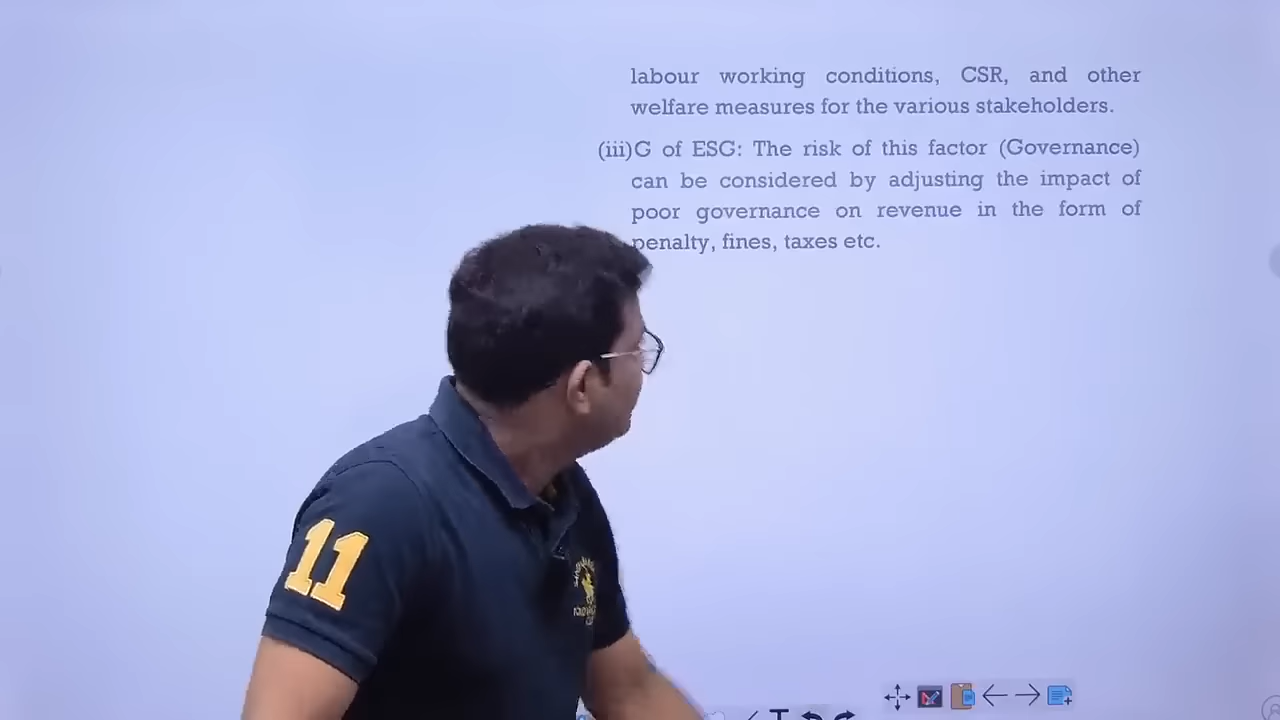 labour working conditions, CSR, and other
welfare measures for the various stakeholders.
(iii)G of ESG: The risk of this factor (Governance)
can be considered by adjusting the impact of
poor governance on revenue in the form of
penalty, fines, taxes etc.
11